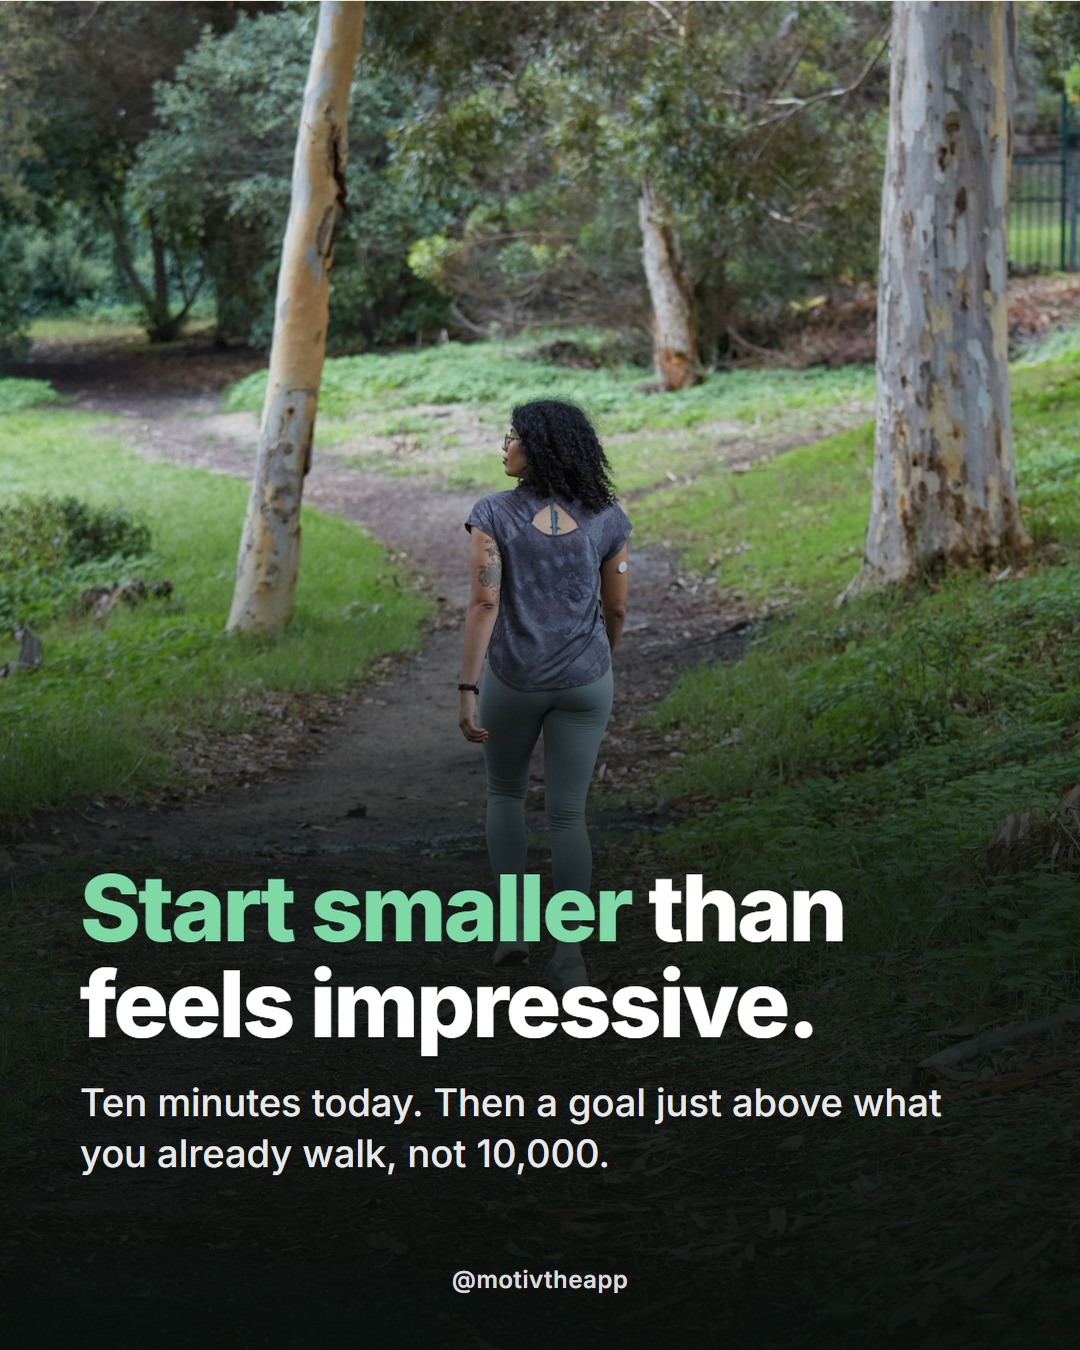 Start smaller than
feels impressive.
Ten minutes today. Then a goal just above what
you already walk, not 10,000.
@motivtheapp